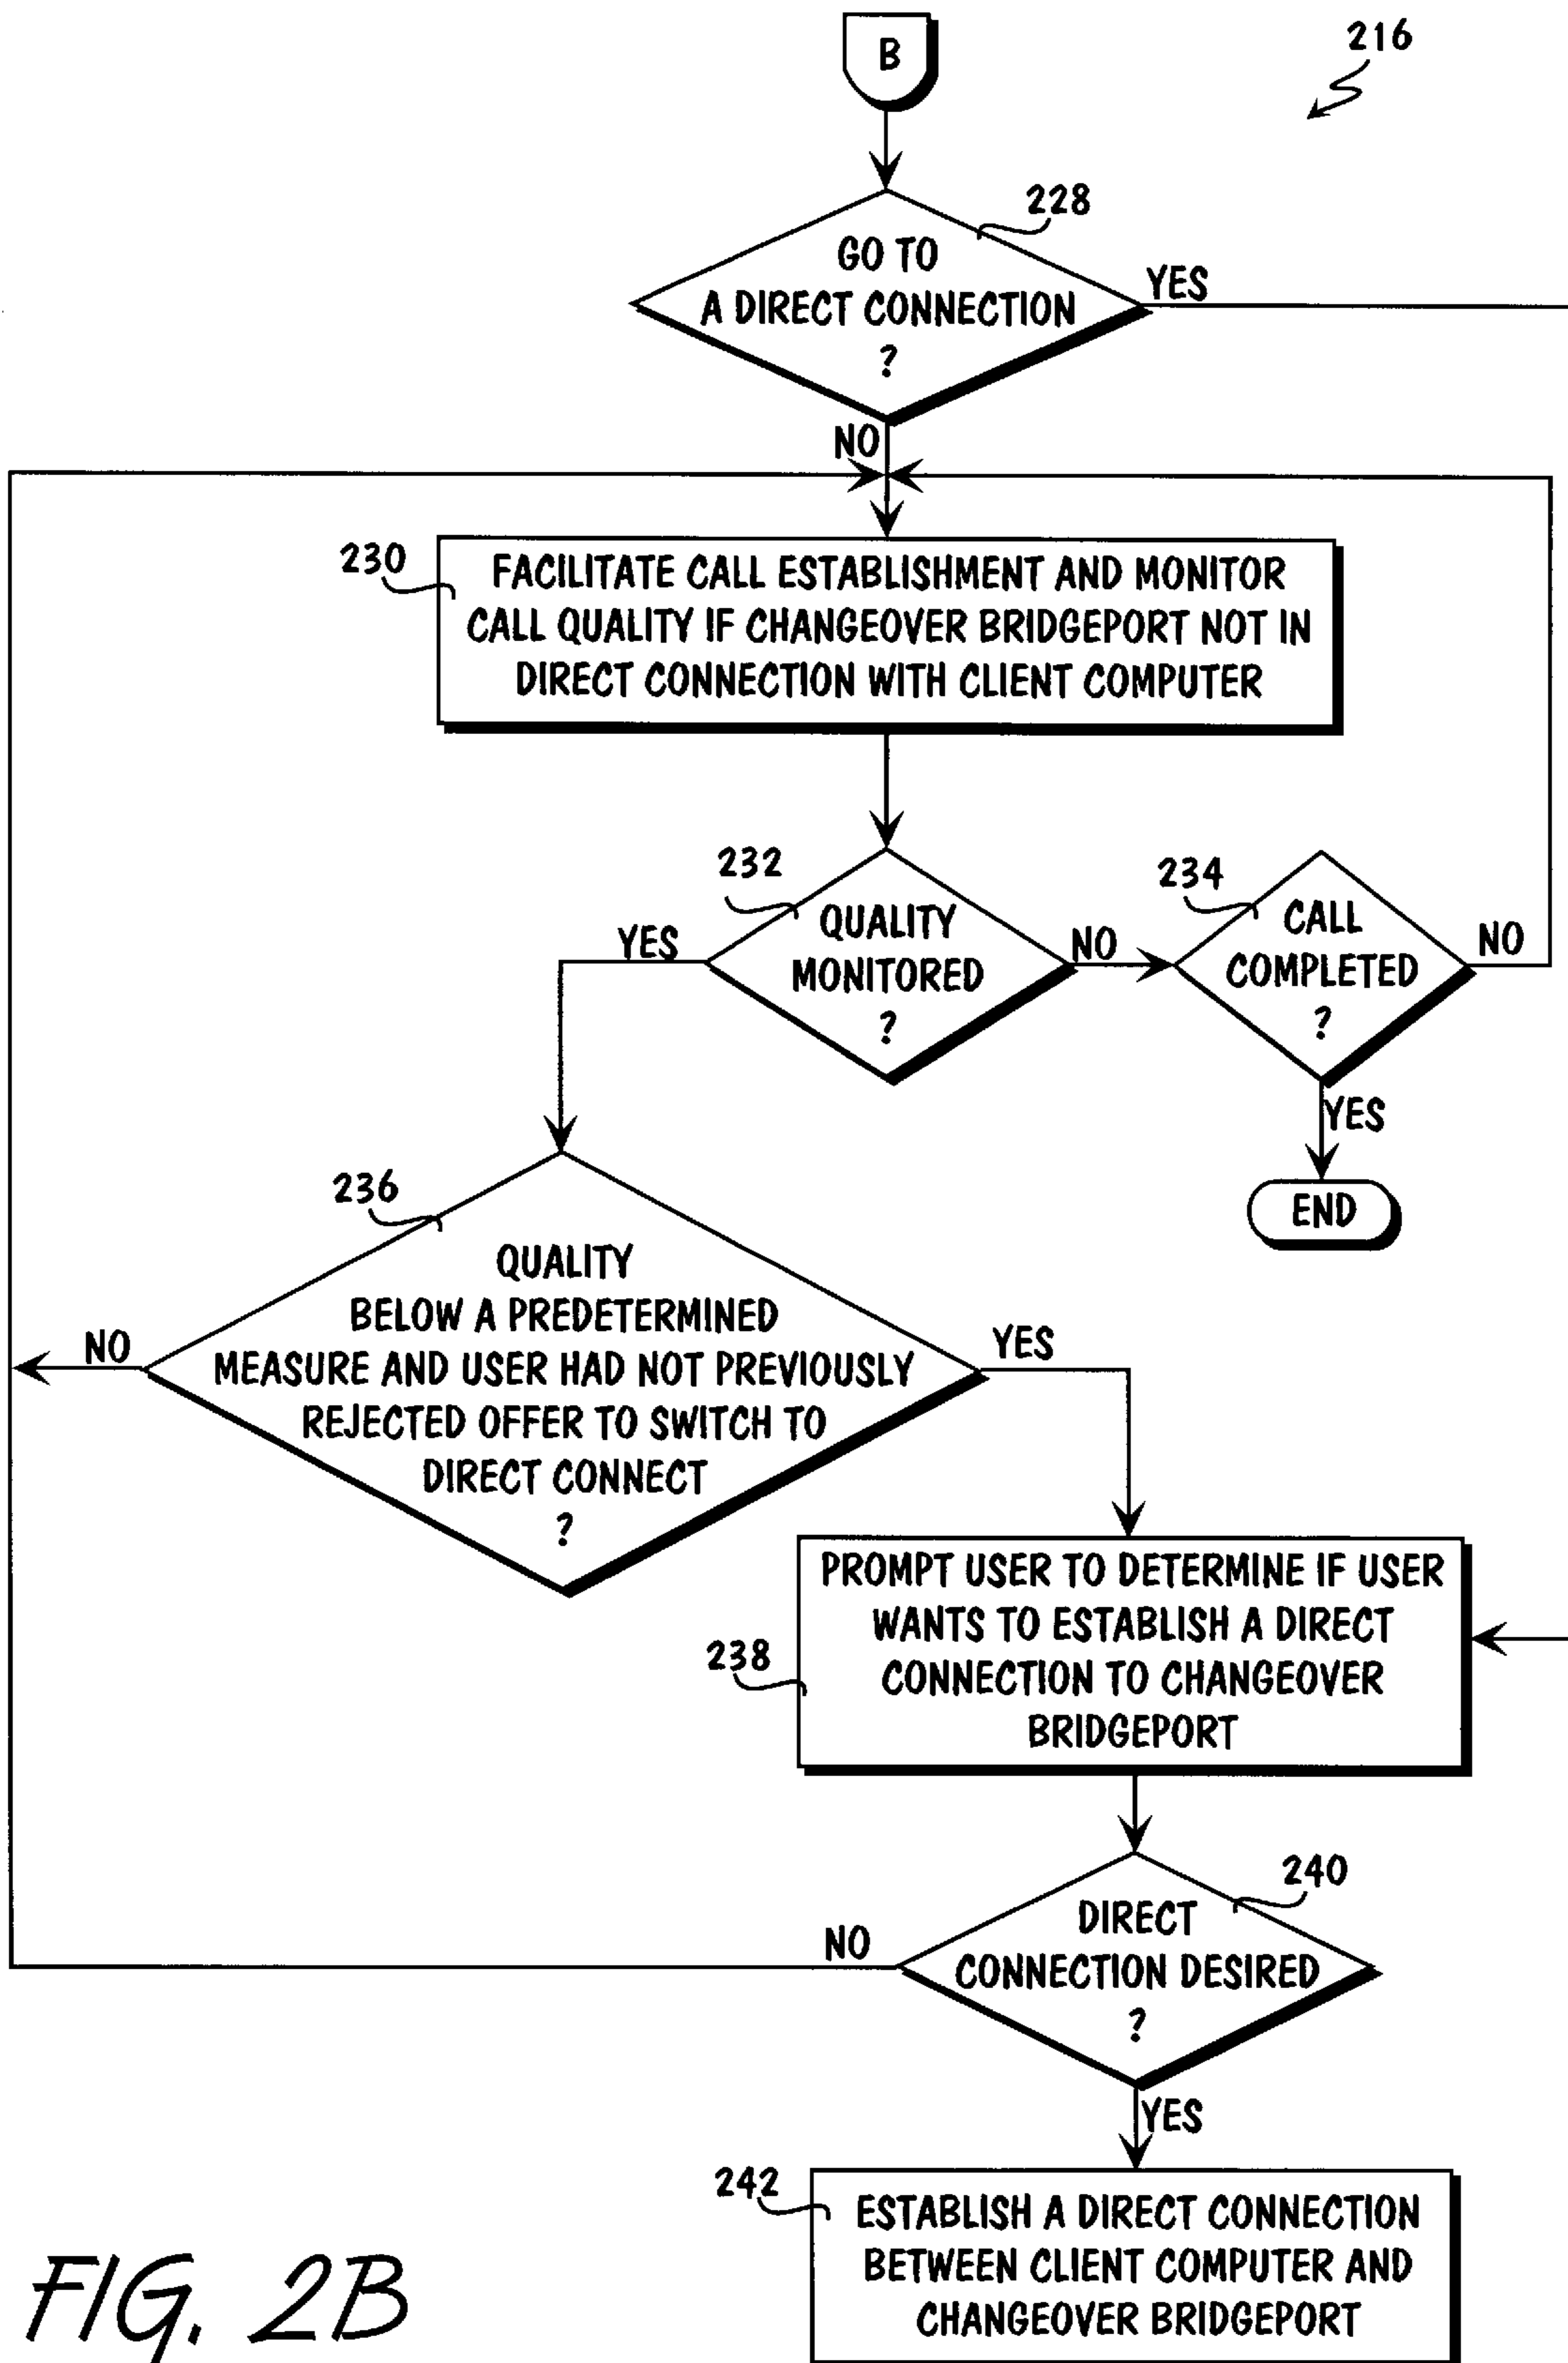 B
216
228
GO TO
A DIRECT CONNECTION
?
YES
NO
230
FACILITATE CALL ESTABLISHMENT AND MONITOR
CALL QUALITY IF CHANGEOVER BRIDGEPORT NOT IN
DIRECT CONNECTION WITH CLIENT COMPUTER
232
QUALITY
MONITORED
?
YES
NO
234
CALL
COMPLETED
?
NO
YES
END
236
QUALITY
BELOW A PREDETERMINED
MEASURE AND USER HAD NOT PREVIOUSLY
REJECTED OFFER TO SWITCH TO
DIRECT CONNECT
?
NO
YES
238
PROMPT USER TO DETERMINE IF USER
WANTS TO ESTABLISH A DIRECT
CONNECTION TO CHANGEOVER
BRIDGEPORT
240
DIRECT
CONNECTION DESIRED
?
NO
YES
242
ESTABLISH A DIRECT CONNECTION
BETWEEN CLIENT COMPUTER AND
CHANGEOVER BRIDGEPORT
FIG. 2B